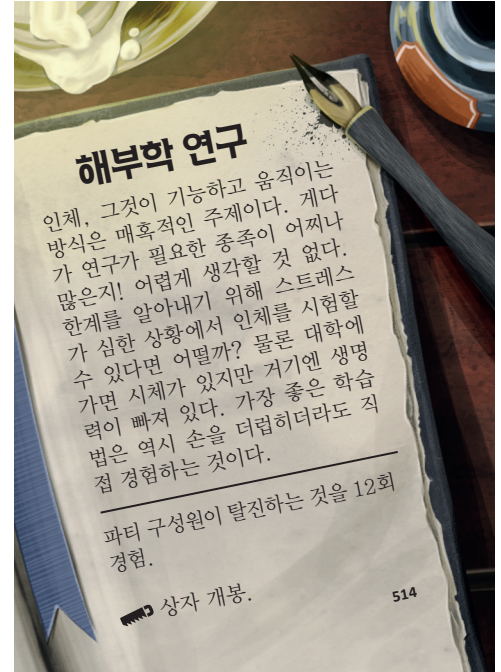 해부학 연구
인체, 그것이 기능하고 움직이는
방식은 매혹적인 주제이다. 게다
가 연구가 필요한 종족이 어찌나
많은지! 어렵게 생각할 것 없다.
한계를 알아내기 위해 스트레스
가 심한 상황에서 인체를 시험할
수 있다면 어떨까? 물론 대학에
가면 시체가 있지만 거기엔 생명
력이 빠져 있다. 가장 좋은 학습
법은 역시 손을 더럽히더라도 직
접 경험하는 것이다.
파티 구성원이 탈진하는 것을 12회
경험.
상자 개봉.
514